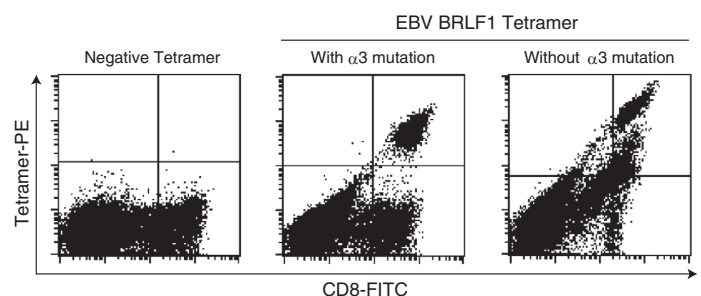 EBV BRLF1 Tetramer
Negative Tetramer
With α3 mutation
Without α3 mutation
Tetramer-PE
CD8-FITC